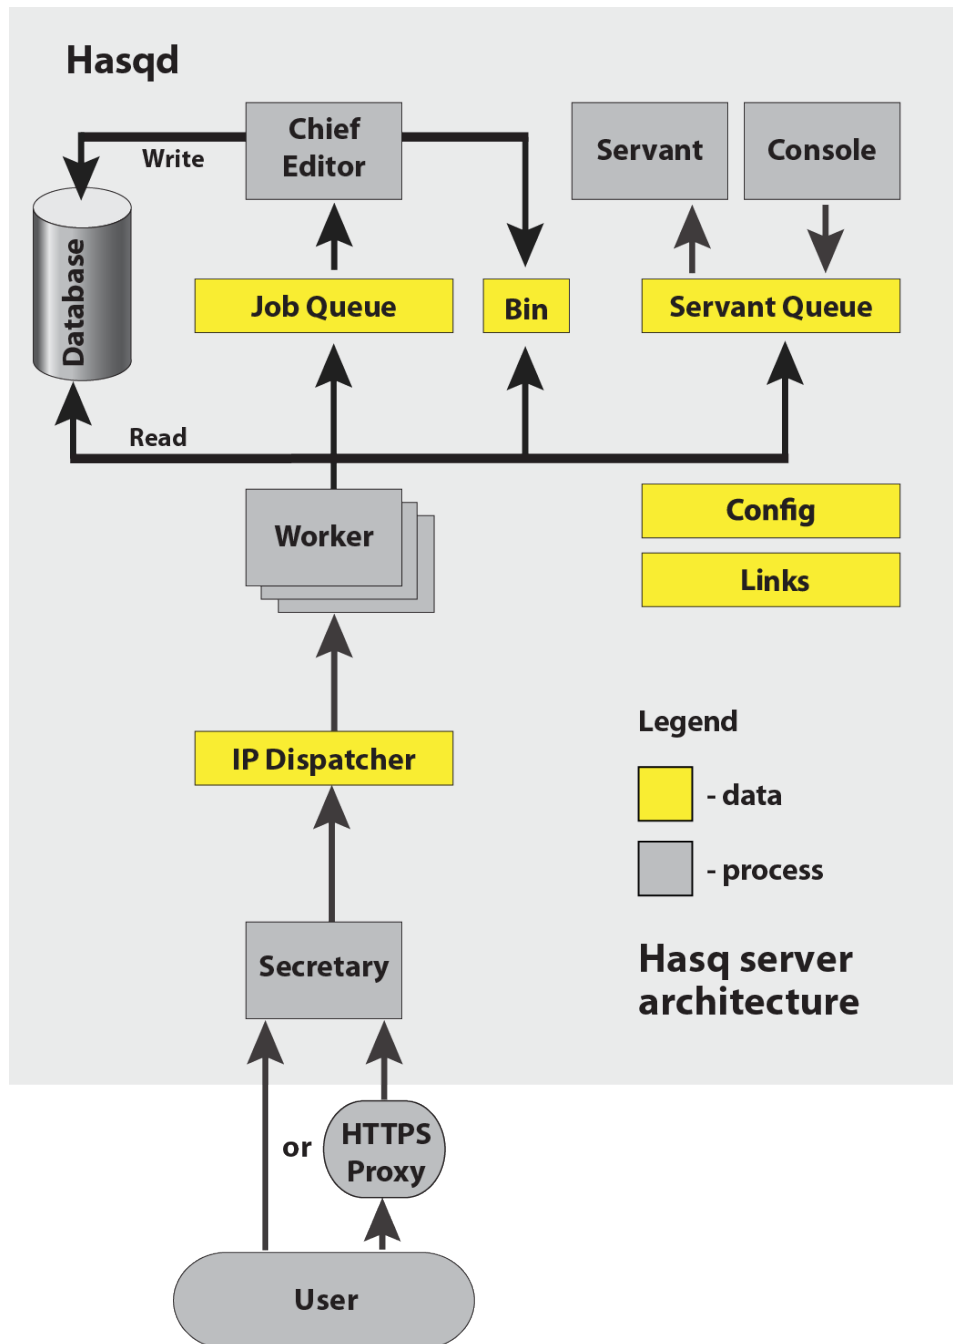 Hasqd
Chief
Editor
Servant
Console
Write
Database
Job Queue
Bin
Servant Queue
Read
Worker
Config
Links
IP Dispatcher
Legend
- data
- process
Secretary
Hasq server
architecture
or
HTTPS
Proxy
User